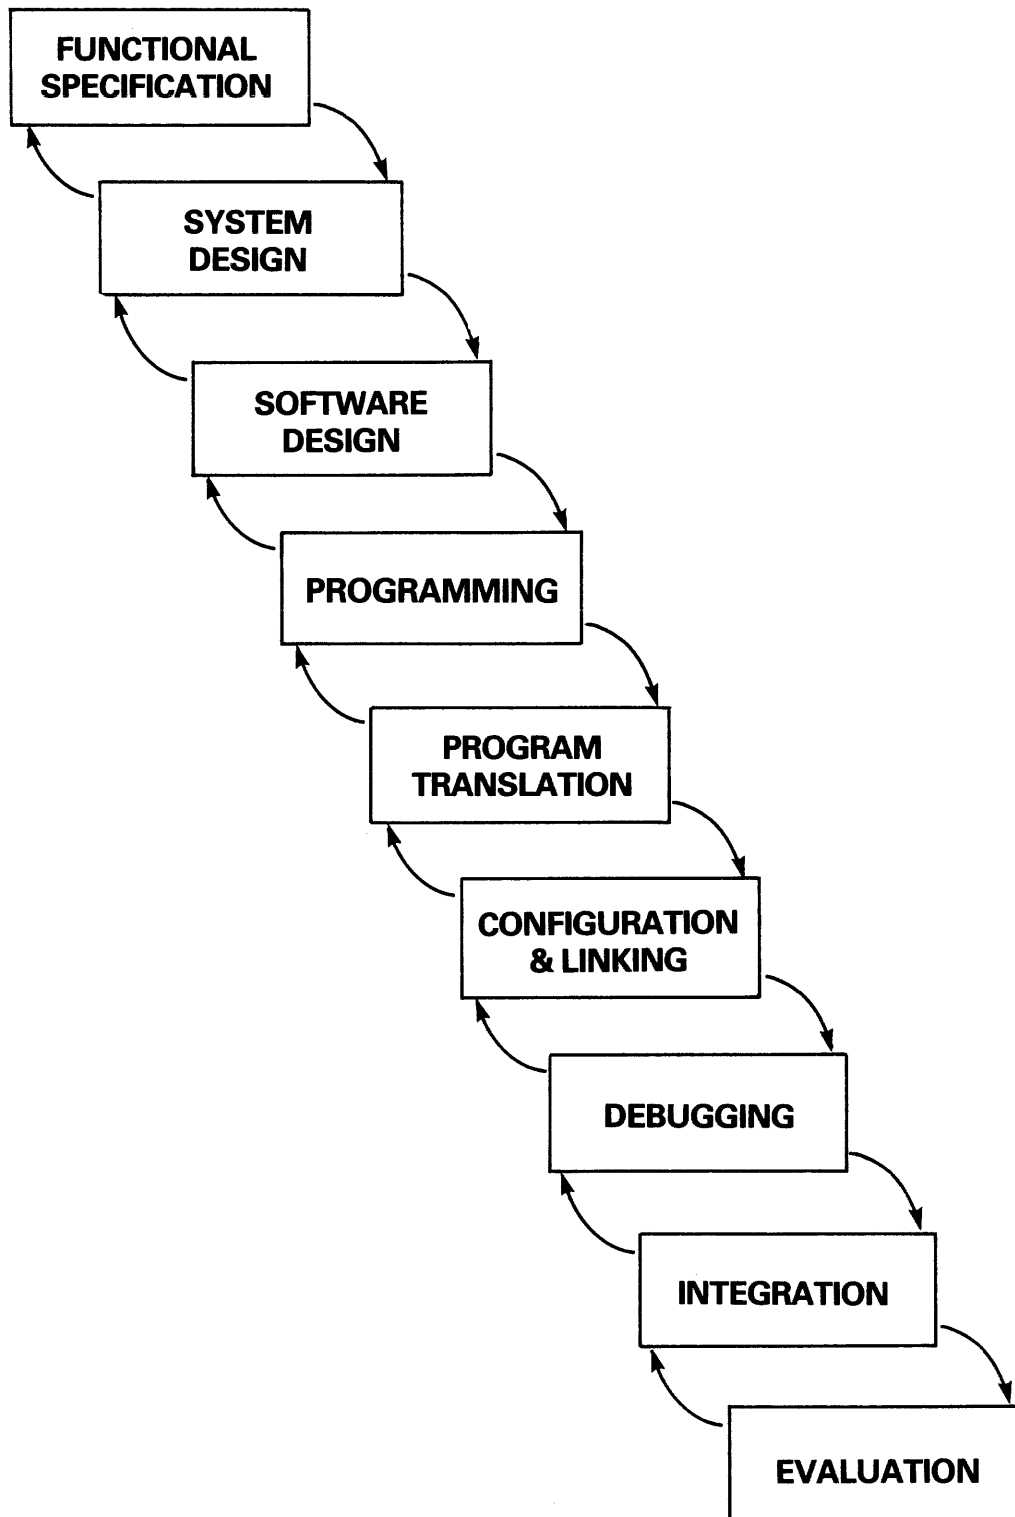 FUNCTIONAL
SPECIFICATION
SYSTEM
DESIGN
SOFTWARE
DESIGN
PROGRAMMING
PROGRAM
TRANSLATION
CONFIGURATION
& LINKING
DEBUGGING
INTEGRATION
EVALUATION